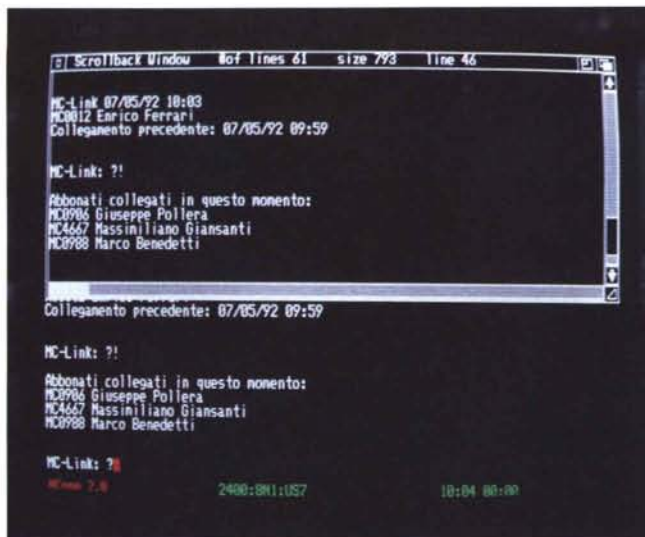 Scrollback Window #of lines 61 size 793 line 46
MC-Link 07/05/92 10:03
MC0012 Enrico Ferrari
Collegamento precedente: 07/05/92 09:59
MC-Link: ?!
Abbonati collegati in questo momento:
MC0906 Giuseppe Pollera
MC4667 Massimiliano Giansanti
MC0988 Marco Benedetti
Collegamento precedente: 07/05/92 09:59
MC-Link: ?!
Abbonati collegati in questo momento:
MC0906 Giuseppe Pollera
MC4667 Massimiliano Giansanti
MC0988 Marco Benedetti
MC-Link: ?
2400:8N1:US7 10:04 00:00